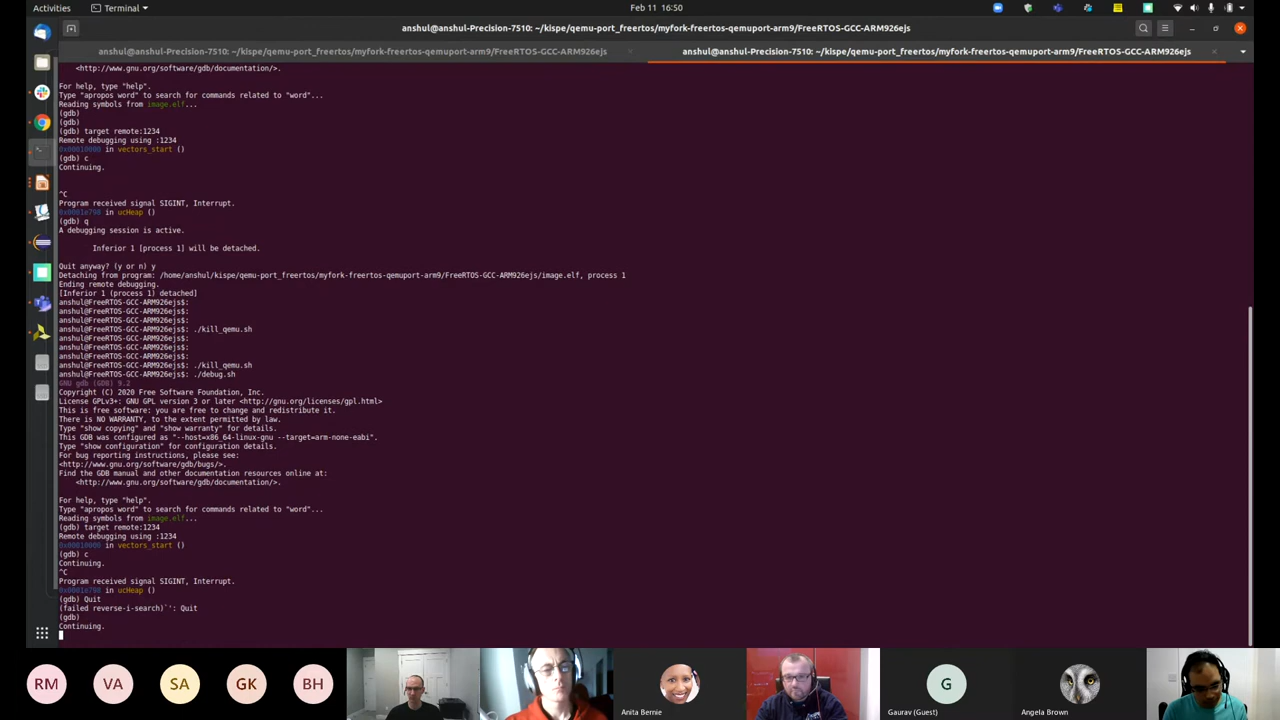 Activities
Terminal
Feb 11 16:50
anshul@anshul-Precision-7510: ~/kispe/qemu-port_freertos/myfork-freertos-qemuport-arm9/FreeRTOS-GCC-ARM926ejs
anshul@anshul-Precision-7510: ~/kispe/qemu-port_freertos/myfork-freertos-qemuport-arm9/FreeRTOS-GCC-ARM926ejs
anshul@anshul-Precision-7510: ~/kispe/qemu-port_freertos/myfork-freertos-qemuport-arm9/FreeRTOS-GCC-ARM926ejs
<http://www.gnu.org/software/gdb/documentation/>.
For help, type "help".
Type "apropos word" to search for commands related to "word"...
Reading symbols from image.elf...
(gdb)
(gdb)
(gdb) target remote:1234
Remote debugging using :1234
0x00010000 in vectors_start ()
(gdb) c
Continuing.
^C
Program received signal SIGINT, Interrupt.
0x0001e798 in ucHeap ()
(gdb) q
A debugging session is active.
Inferior 1 [process 1] will be detached.
Quit anyway? (y or n) y
Detaching from program: /home/anshul/kispe/qemu-port_freertos/myfork-freertos-qemuport-arm9/FreeRTOS-GCC-ARM926ejs/image.elf, process 1
Ending remote debugging.
[Inferior 1 (process 1) detached]
anshul@FreeRTOS-GCC-ARM926ejs$:
anshul@FreeRTOS-GCC-ARM926ejs$:
anshul@FreeRTOS-GCC-ARM926ejs$:
anshul@FreeRTOS-GCC-ARM926ejs$: ./kill_qemu.sh
anshul@FreeRTOS-GCC-ARM926ejs$:
anshul@FreeRTOS-GCC-ARM926ejs$:
anshul@FreeRTOS-GCC-ARM926ejs$:
anshul@FreeRTOS-GCC-ARM926ejs$: ./kill_qemu.sh
anshul@FreeRTOS-GCC-ARM926ejs$: ./debug.sh
GNU gdb (GDB) 9.2
Copyright (C) 2020 Free Software Foundation, Inc.
License GPLv3+: GNU GPL version 3 or later <http://gnu.org/licenses/gpl.html>
This is free software: you are free to change and redistribute it.
There is NO WARRANTY, to the extent permitted by law.
Type "show copying" and "show warranty" for details.
This GDB was configured as "--host=x86_64-linux-gnu --target=arm-none-eabi".
Type "show configuration" for configuration details.
For bug reporting instructions, please see:
<http://www.gnu.org/software/gdb/bugs/>.
Find the GDB manual and other documentation resources online at:
<http://www.gnu.org/software/gdb/documentation/>.
For help, type "help".
Type "apropos word" to search for commands related to "word"...
Reading symbols from image.elf...
(gdb) target remote:1234
Remote debugging using :1234
0x00010000 in vectors_start ()
(gdb) c
Continuing.
^C
Program received signal SIGINT, Interrupt.
0x0001e798 in ucHeap ()
(gdb) Quit
(failed reverse-i-search)`': Quit
(gdb)
Continuing.
RM
VA
SA
GK
BH
Anita Bernie
G
Gaurav (Guest)
Angela Brown